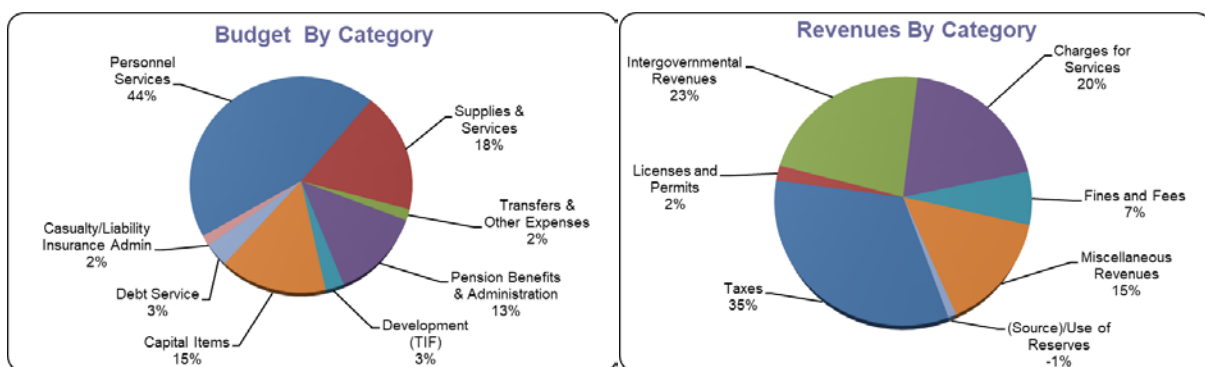 Budget By Category
Personnel
Services
44%
Supplies &
Services
18%
Transfers &
Other Expenses
2%
Pension Benefits
& Administration
13%
Development
(TIF)
3%
Capital Items
15%
Debt Service
3%
Casualty/Liability
Insurance Admin
2%
Revenues By Category
Intergovernmental
Revenues
23%
Charges for
Services
20%
Fines and Fees
7%
Miscellaneous
Revenues
15%
(Source)/Use of
Reserves
-1%
Taxes
35%
Licenses and
Permits
2%